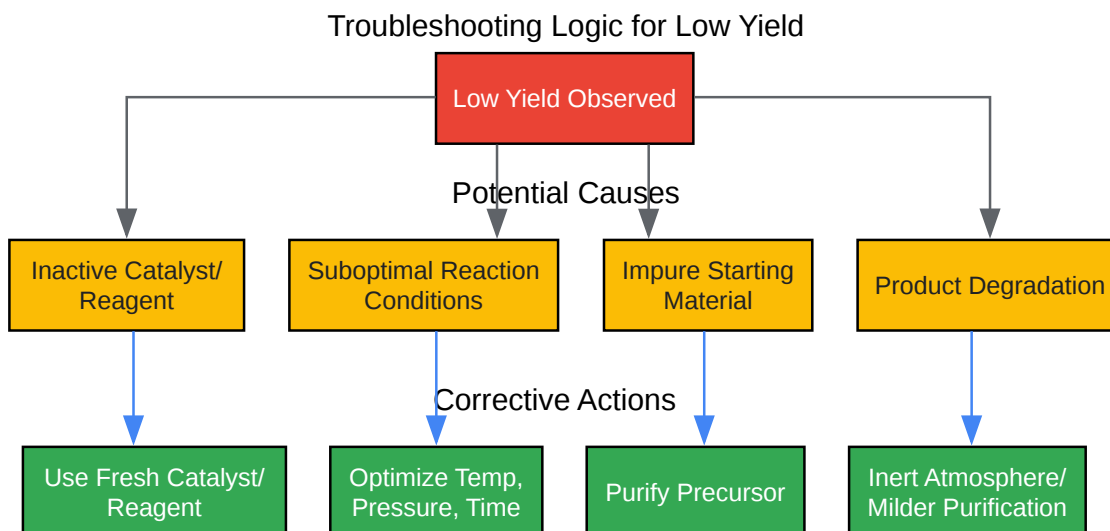 Troubleshooting Logic for Low Yield
Low Yield Observed
Potential Causes
Inactive Catalyst/
Reagent
Suboptimal Reaction
Conditions
Impure Starting
Material
Product Degradation
Corrective Actions
Use Fresh Catalyst/
Reagent
Optimize Temp,
Pressure, Time
Purify Precursor
Inert Atmosphere/
Milder Purification